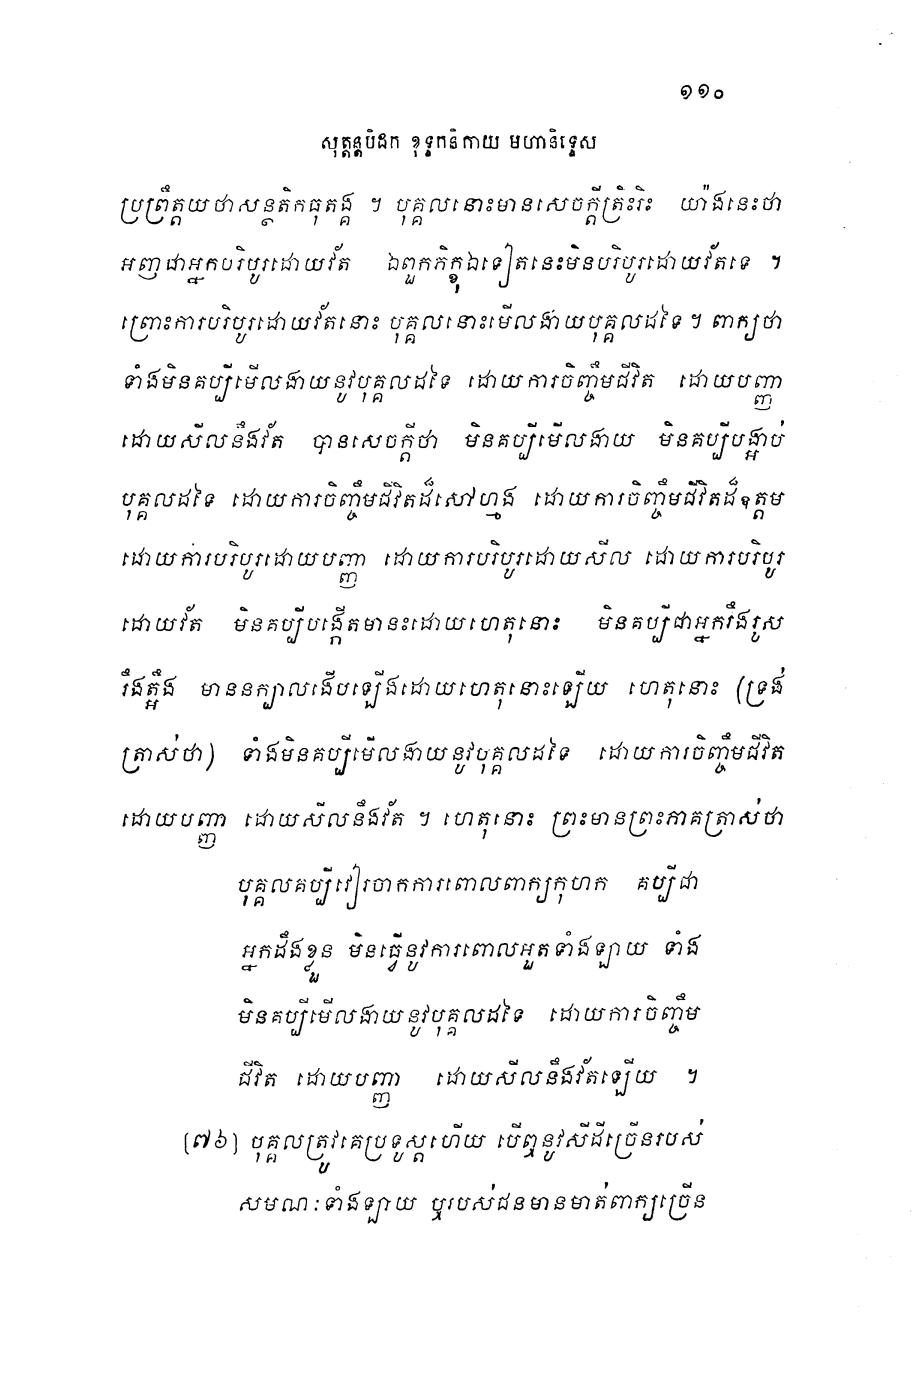 ១១០
សុត្តន្តបិដក ខុទ្ទកនិកាយ មហានិទ្ទេស
ប្រព្រឹត្តយថាសន្ថតិកធុតង្គ ។ បុគ្គលនោះមានសេចក្តីត្រិះរិះ យ៉ាងនេះថា
អញជាអ្នកបរិបូរដោយវ័ត ឯពួកភិក្ខុឯទៀតនេះមិនបរិបូរដោយវ័តទេ ។
ព្រោះការបរិបូរដោយវ័តនោះ បុគ្គលនោះមើលងាយបុគ្គលដទៃ ។ ពាក្យថា
ទាំងមិនគប្បីមើលងាយនូវបុគ្គលដទៃ ដោយការចិញ្ចឹមជីវិត ដោយបញ្ញា
ដោយសីលនឹងវ័ត បានសេចក្តីថា មិនគប្បីមើលងាយ មិនគប្បីបង្អាប់
បុគ្គលដទៃ ដោយការចិញ្ចឹមជីវិតដ៏សៅហ្មង ដោយការចិញ្ចឹមជីវិតដ៏ឧត្តម
ដោយការបរិបូរដោយបញ្ញា ដោយការបរិបូរដោយសីល ដោយការបរិបូរ
ដោយវ័ត មិនគប្បីបង្កើតមានះដោយហេតុនោះ មិនគប្បីជាអ្នករឹងរូស
រឹងត្អឹង មានក្បាលងើបឡើងដោយហេតុនោះឡើយ ហេតុនោះ (ទ្រង់
ត្រាស់ថា) ទាំងមិនគប្បីមើលងាយនូវបុគ្គលដទៃ ដោយការចិញ្ចឹមជីវិត
ដោយបញ្ញា ដោយសីលនឹងវ័ត ។ ហេតុនោះ ព្រះមានព្រះភាគត្រាស់ថា
បុគ្គលគប្បីវៀរចាកការពោលពាក្យកុហក គប្បីជា
អ្នកដឹងខ្លួន មិនធ្វើនូវការពោលអួតទាំងឡាយ ទាំង
មិនគប្បីមើលងាយនូវបុគ្គលដទៃ ដោយការចិញ្ចឹម
ជីវិត ដោយបញ្ញា ដោយសីលនឹងវ័តឡើយ ។
(៧៦) បុគ្គលត្រូវគេប្រទូស្តហើយ បើឮនូវសំដីច្រើនរបស់
សមណៈទាំងឡាយ ឬរបស់ជនមានមាត់ពាក្យច្រើន